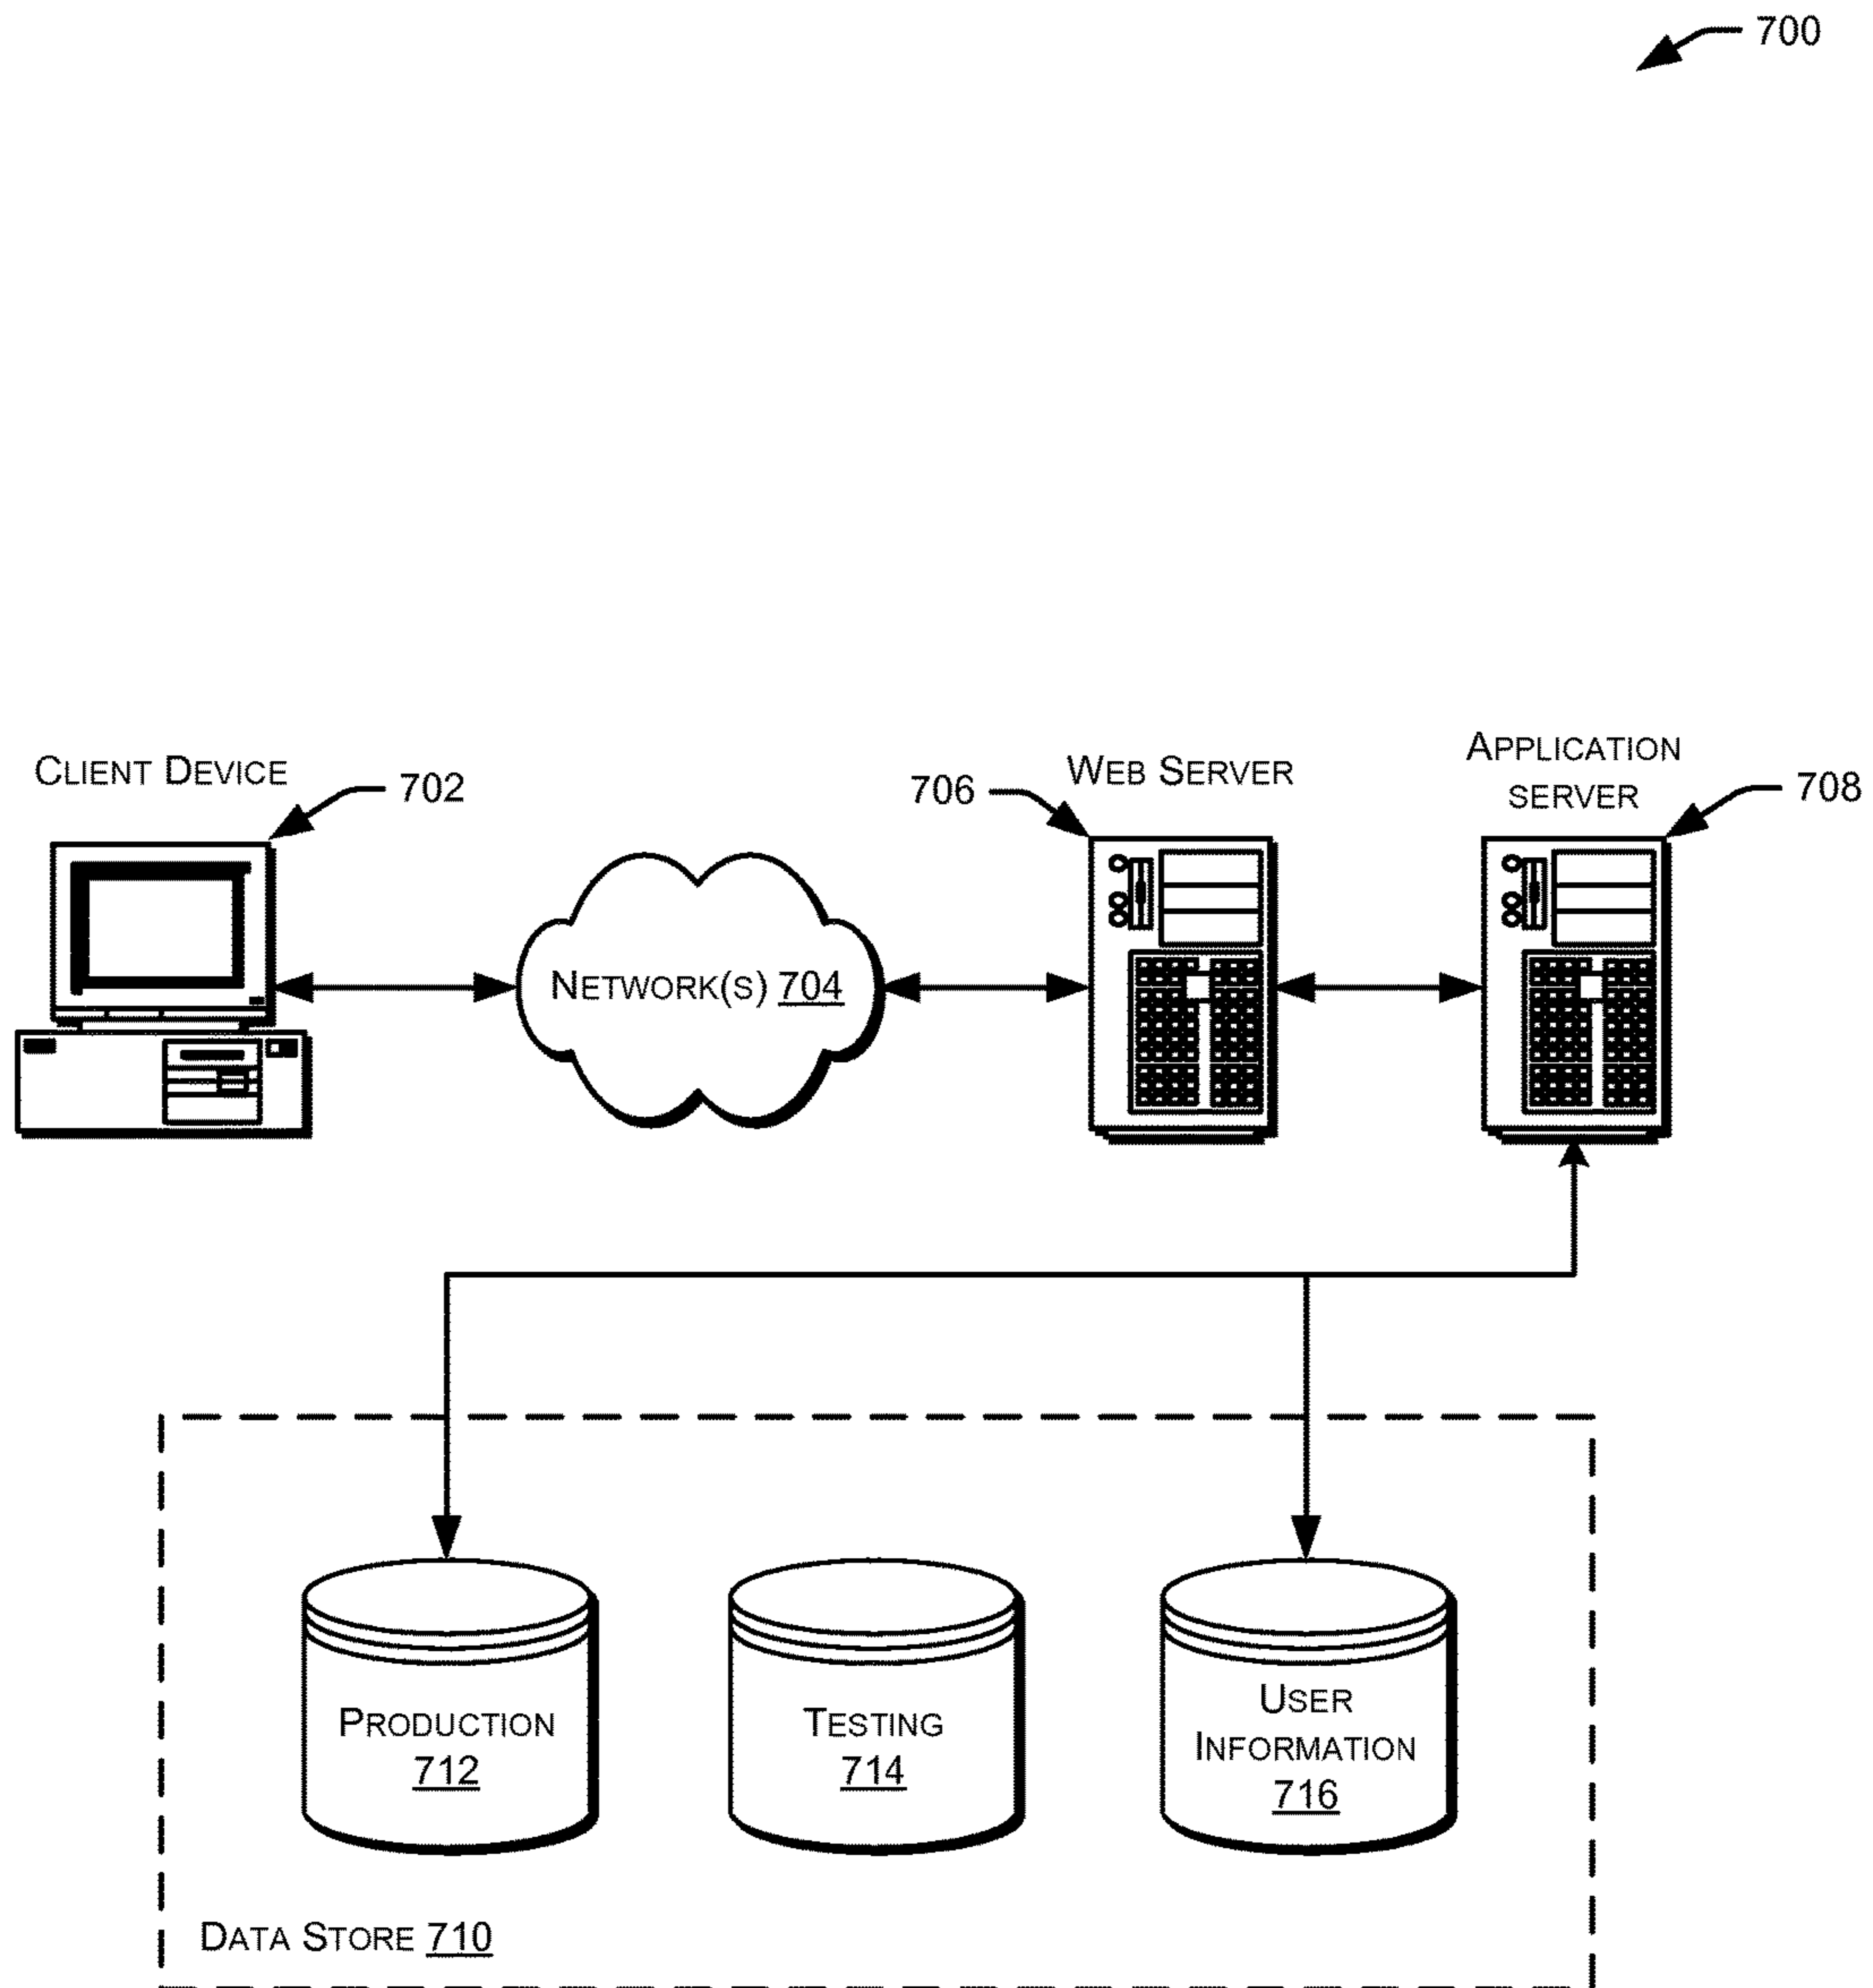 700
CLIENT DEVICE
702
706
WEB SERVER
APPLICATION
SERVER
708
NETWORK(S) 704
PRODUCTION
712
TESTING
714
USER
INFORMATION
716
DATA STORE 710